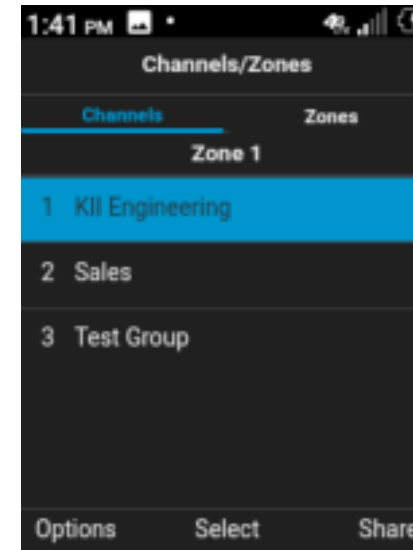 1:41 PM
Channels/Zones
Channels Zones
Zone 1
1 KII Engineering
2 Sales
3 Test Group
Options Select Share